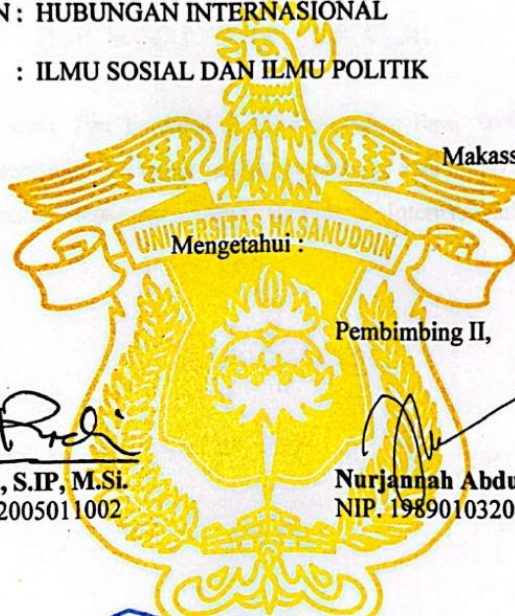 N : HUBUNGAN INTERNASIONAL
: ILMU SOSIAL DAN ILMU POLITIK
Makass
UNIVERSITAS HASANUDDIN
Mengetahui :
Pembimbing II,
, S.IP, M.Si.
2005011002
Nurjannah Abdu
NIP. 1989010320